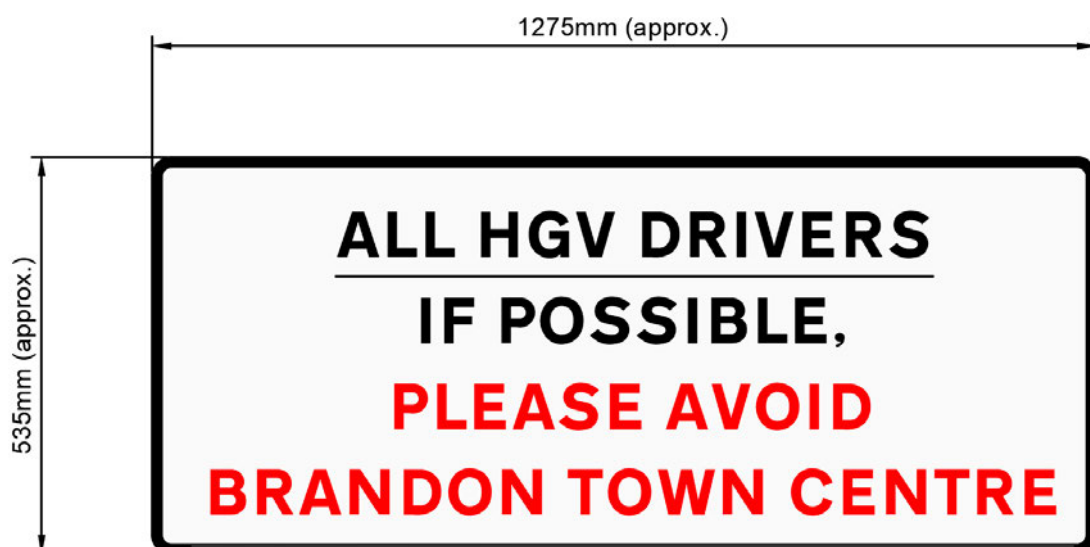 1275mm (approx.)
535mm (approx.)
ALL HGV DRIVERS
IF POSSIBLE,
PLEASE AVOID
BRANDON TOWN CENTRE